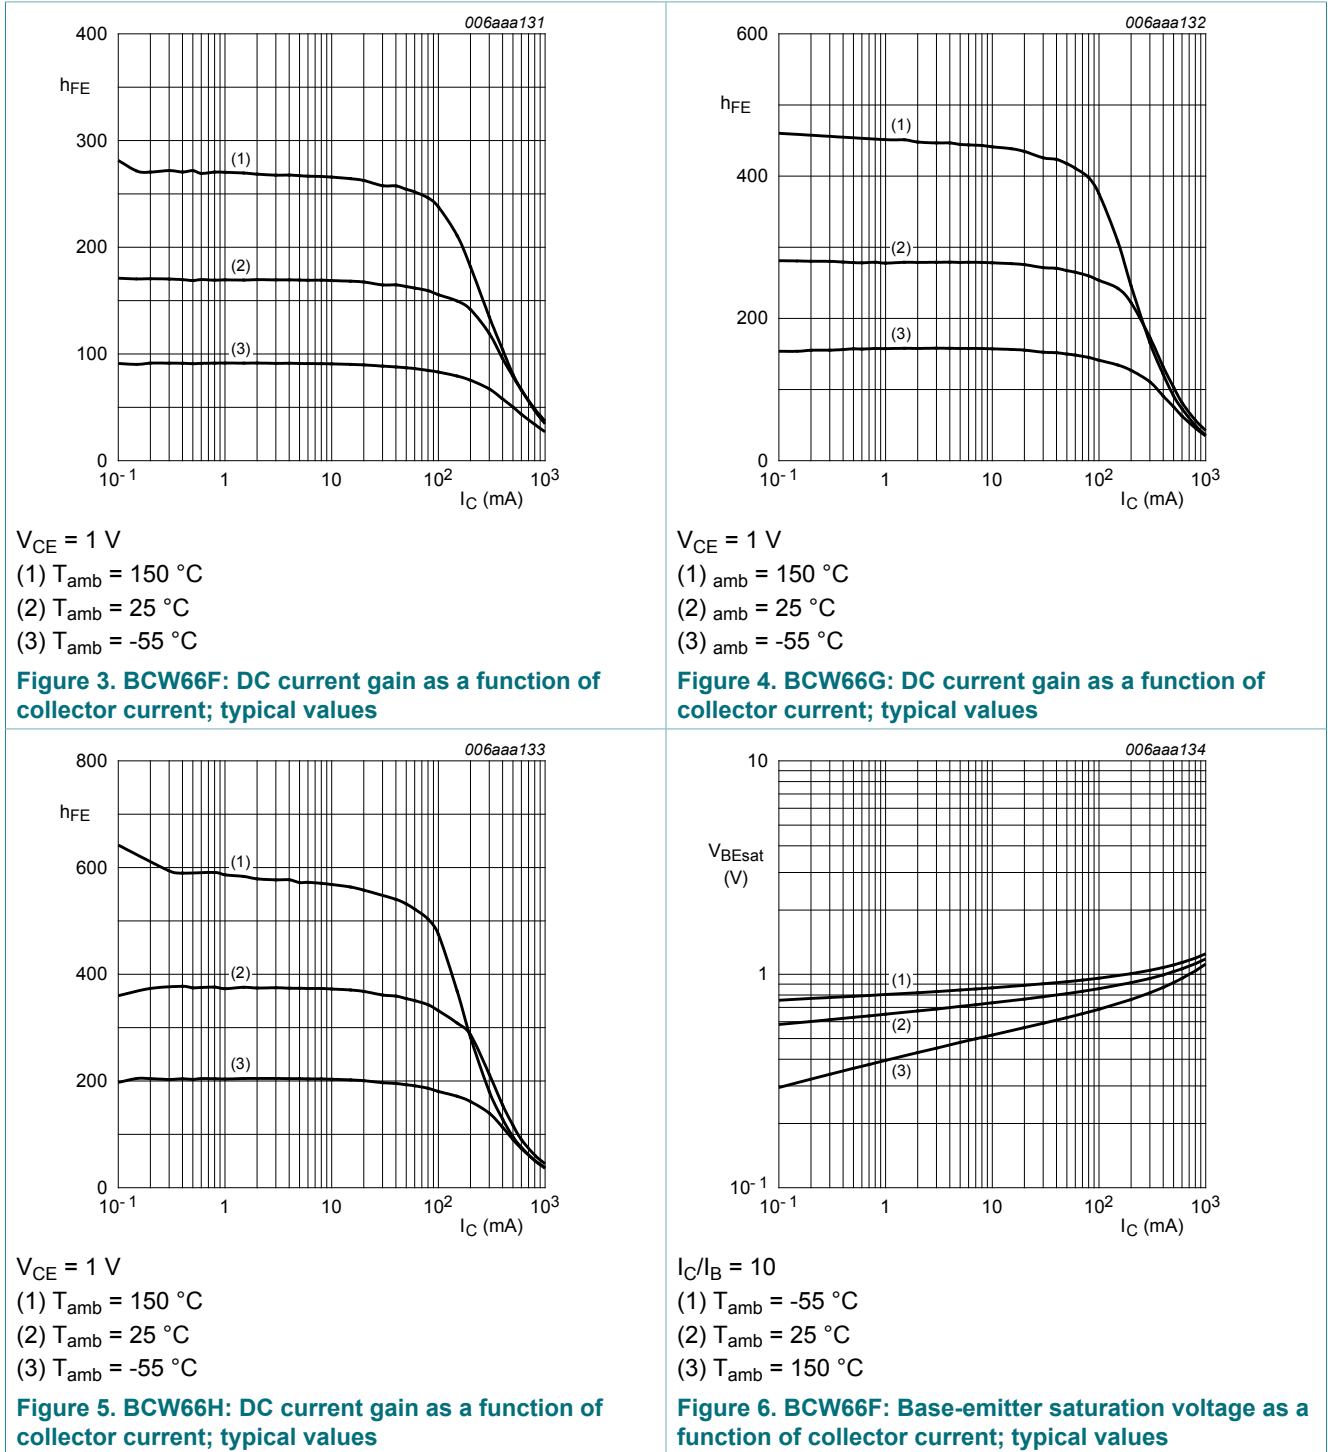 006aaa131
400
hFE
300
(1)
200
(2)
100
(3)
0
10-1
1
10
102
103
IC (mA)
VCE = 1 V
(1) Tamb = 150 °C
(2) Tamb = 25 °C
(3) Tamb = -55 °C
Figure 3. BCW66F: DC current gain as a function of
collector current; typical values
006aaa132
600
hFE
(1)
400
(2)
200
(3)
0
10-1
1
10
102
103
IC (mA)
VCE = 1 V
(1) amb = 150 °C
(2) amb = 25 °C
(3) amb = -55 °C
Figure 4. BCW66G: DC current gain as a function of
collector current; typical values
006aaa133
800
hFE
600
(1)
400
(2)
200
(3)
0
10-1
1
10
102
103
IC (mA)
VCE = 1 V
(1) Tamb = 150 °C
(2) Tamb = 25 °C
(3) Tamb = -55 °C
Figure 5. BCW66H: DC current gain as a function of
collector current; typical values
006aaa134
10
VBEsat
(V)
1
(1)
(2)
(3)
10-1
10-1
1
10
102
103
IC (mA)
IC/IB = 10
(1) Tamb = -55 °C
(2) Tamb = 25 °C
(3) Tamb = 150 °C
Figure 6. BCW66F: Base-emitter saturation voltage as a
function of collector current; typical values